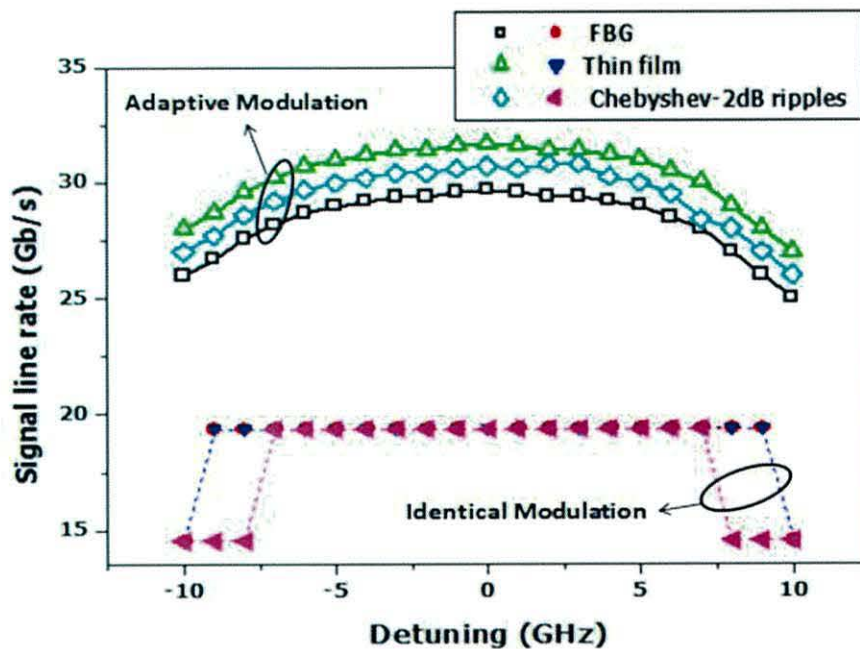 FBG
Thin film
Chebyshev-2dB ripples
Adaptive Modulation
Identical Modulation
Signal line rate (Gb/s)
35
30
25
20
15
-10 -5 0 5 10
Detuning (GHz)